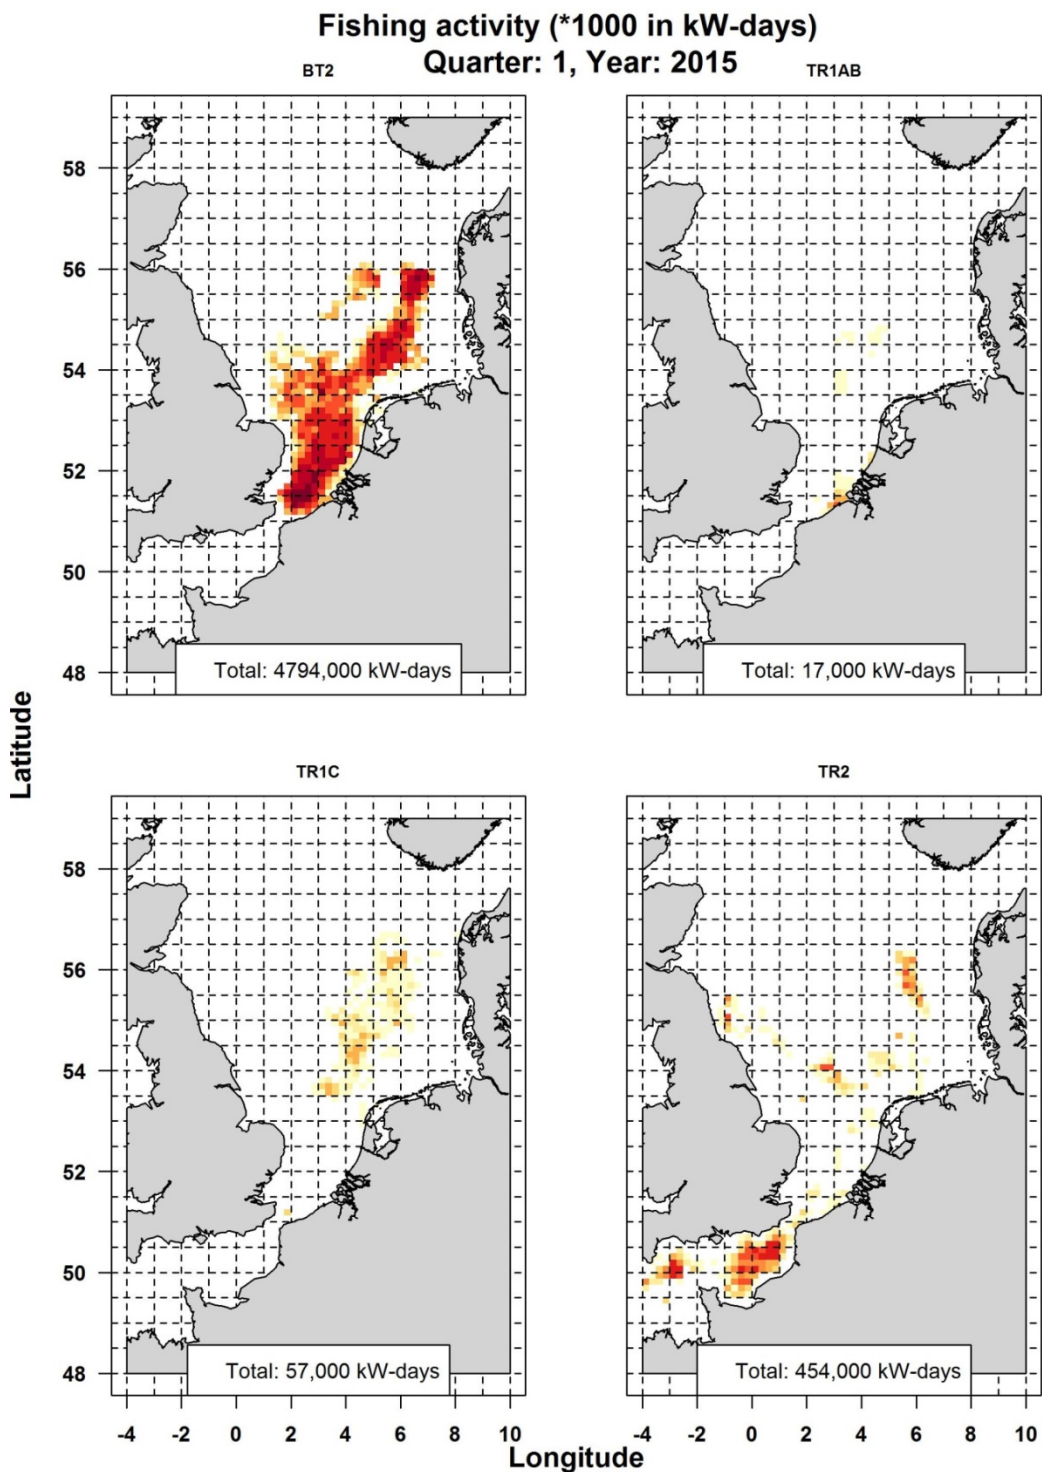 Fishing activity (*1000 in kW-days)
Quarter: 1, Year: 2015
BT2
TR1AB
58
56
54
52
50
48
Total: 4794,000 kW-days
Total: 17,000 kW-days
Latitude
TR1C
TR2
58
56
54
52
50
48
Total: 57,000 kW-days
Total: 454,000 kW-days
-4 -2 0 2 4 6 8 10
-4 -2 0 2 4 6 8 10
Longitude